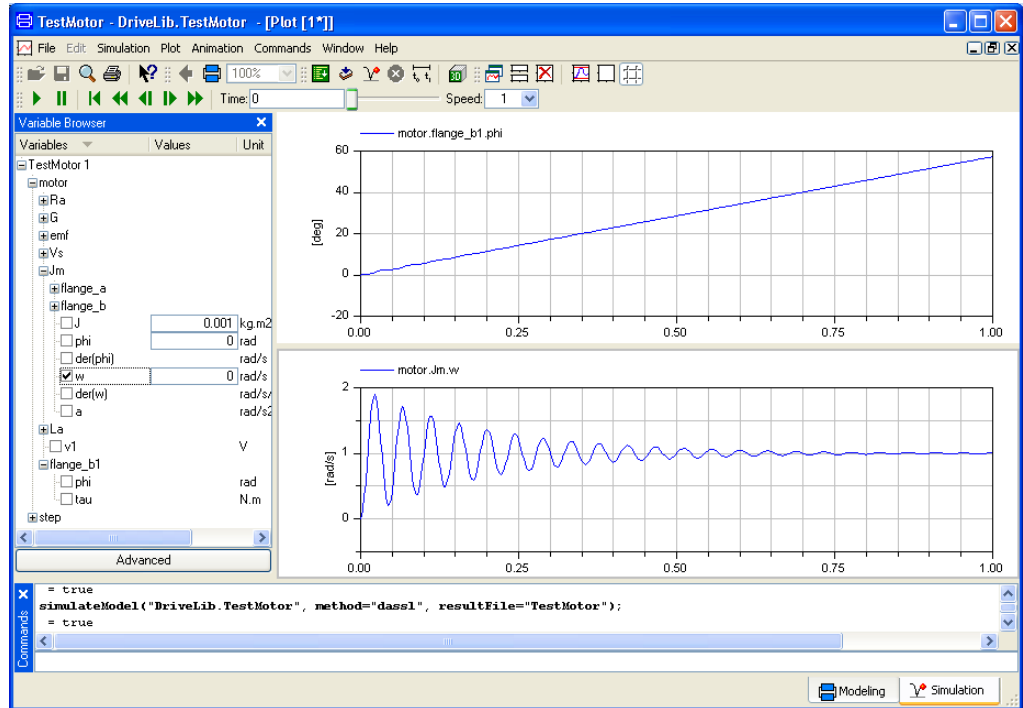 TestMotor - DriveLib.TestMotor - [Plot [1*]]
File Edit Simulation Plot Animation Commands Window Help
100%
Time: 0 Speed: 1
Variable Browser
Variables Values Unit
TestMotor 1
motor
Ra
G
emf
Vs
Jm
flange_a
flange_b
J 0.001 kg.m2
phi 0 rad
der(phi) rad/s
w 0 rad/s
der(w) rad/s/
a rad/s2
La
v1 V
flange_b1
phi rad
tau N.m
step
Advanced
motor.flange_b1.phi
60
40
20
0
-20
[deg]
0.00 0.25 0.50 0.75 1.00
motor.Jm.w
2
1
0
[rad/s]
0.00 0.25 0.50 0.75 1.00
Commands
= true
simulateModel("DriveLib.TestMotor", method="dassl", resultFile="TestMotor");
= true
Modeling Simulation